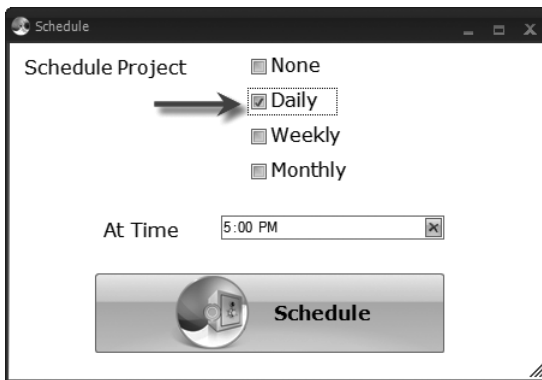 Schedule
Schedule Project
None
Daily
Weekly
Monthly
At Time
5:00 PM
Schedule